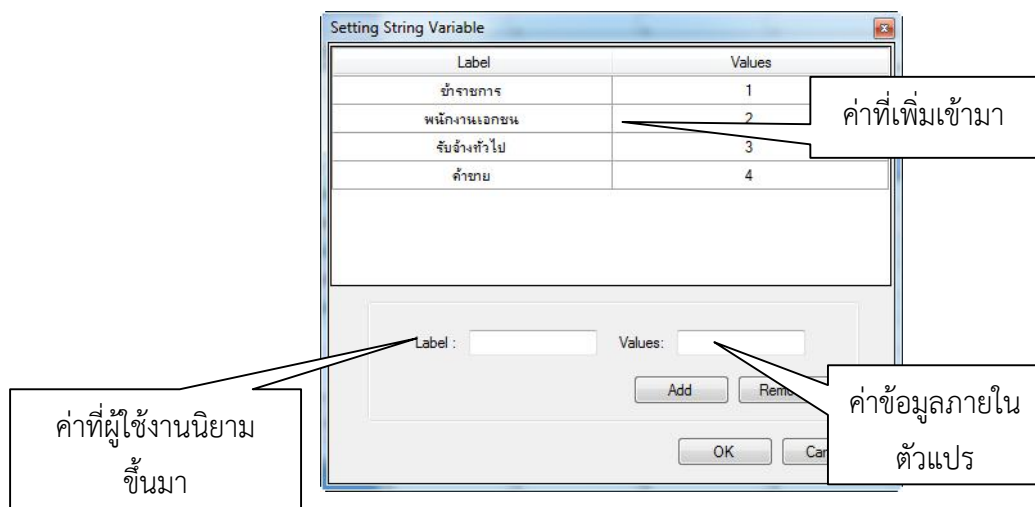 Setting String Variable
Label Values
ข้าราชการ 1
พนักงานเอกชน 2
รับจ้างทั่วไป 3
ค้าขาย 4
ค่าที่เพิ่มเข้ามา
Label : Values:
Add Remo
OK Can
ค่าที่ผู้ใช้งานนิยาม
ขึ้นมา
ค่าข้อมูลภายใน
ตัวแปร